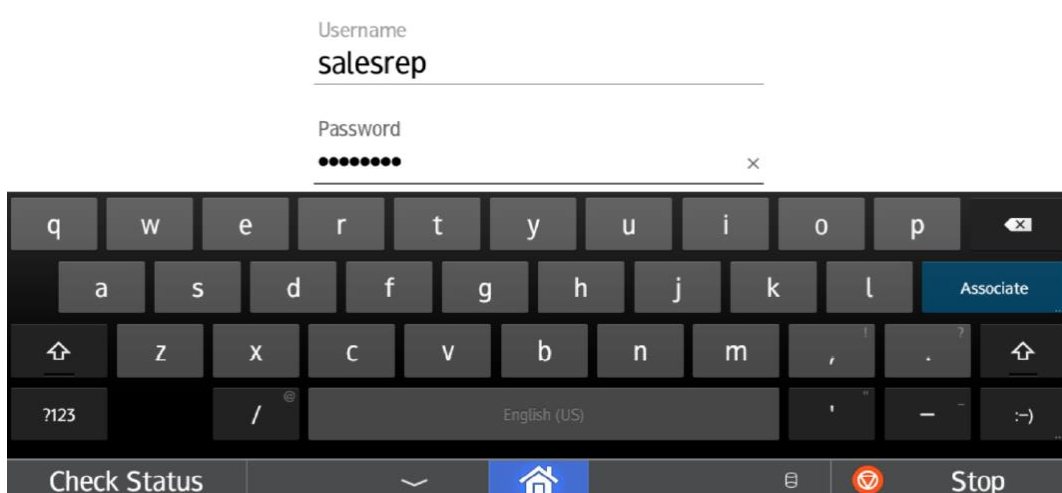 Username
salesrep
Password
••••••••
q w e r t y u i o p
a s d f g h j k l Associate
z x c v b n m , ! . ?
?123 / @ English (US) ' " – _ :–)
Check Status Stop